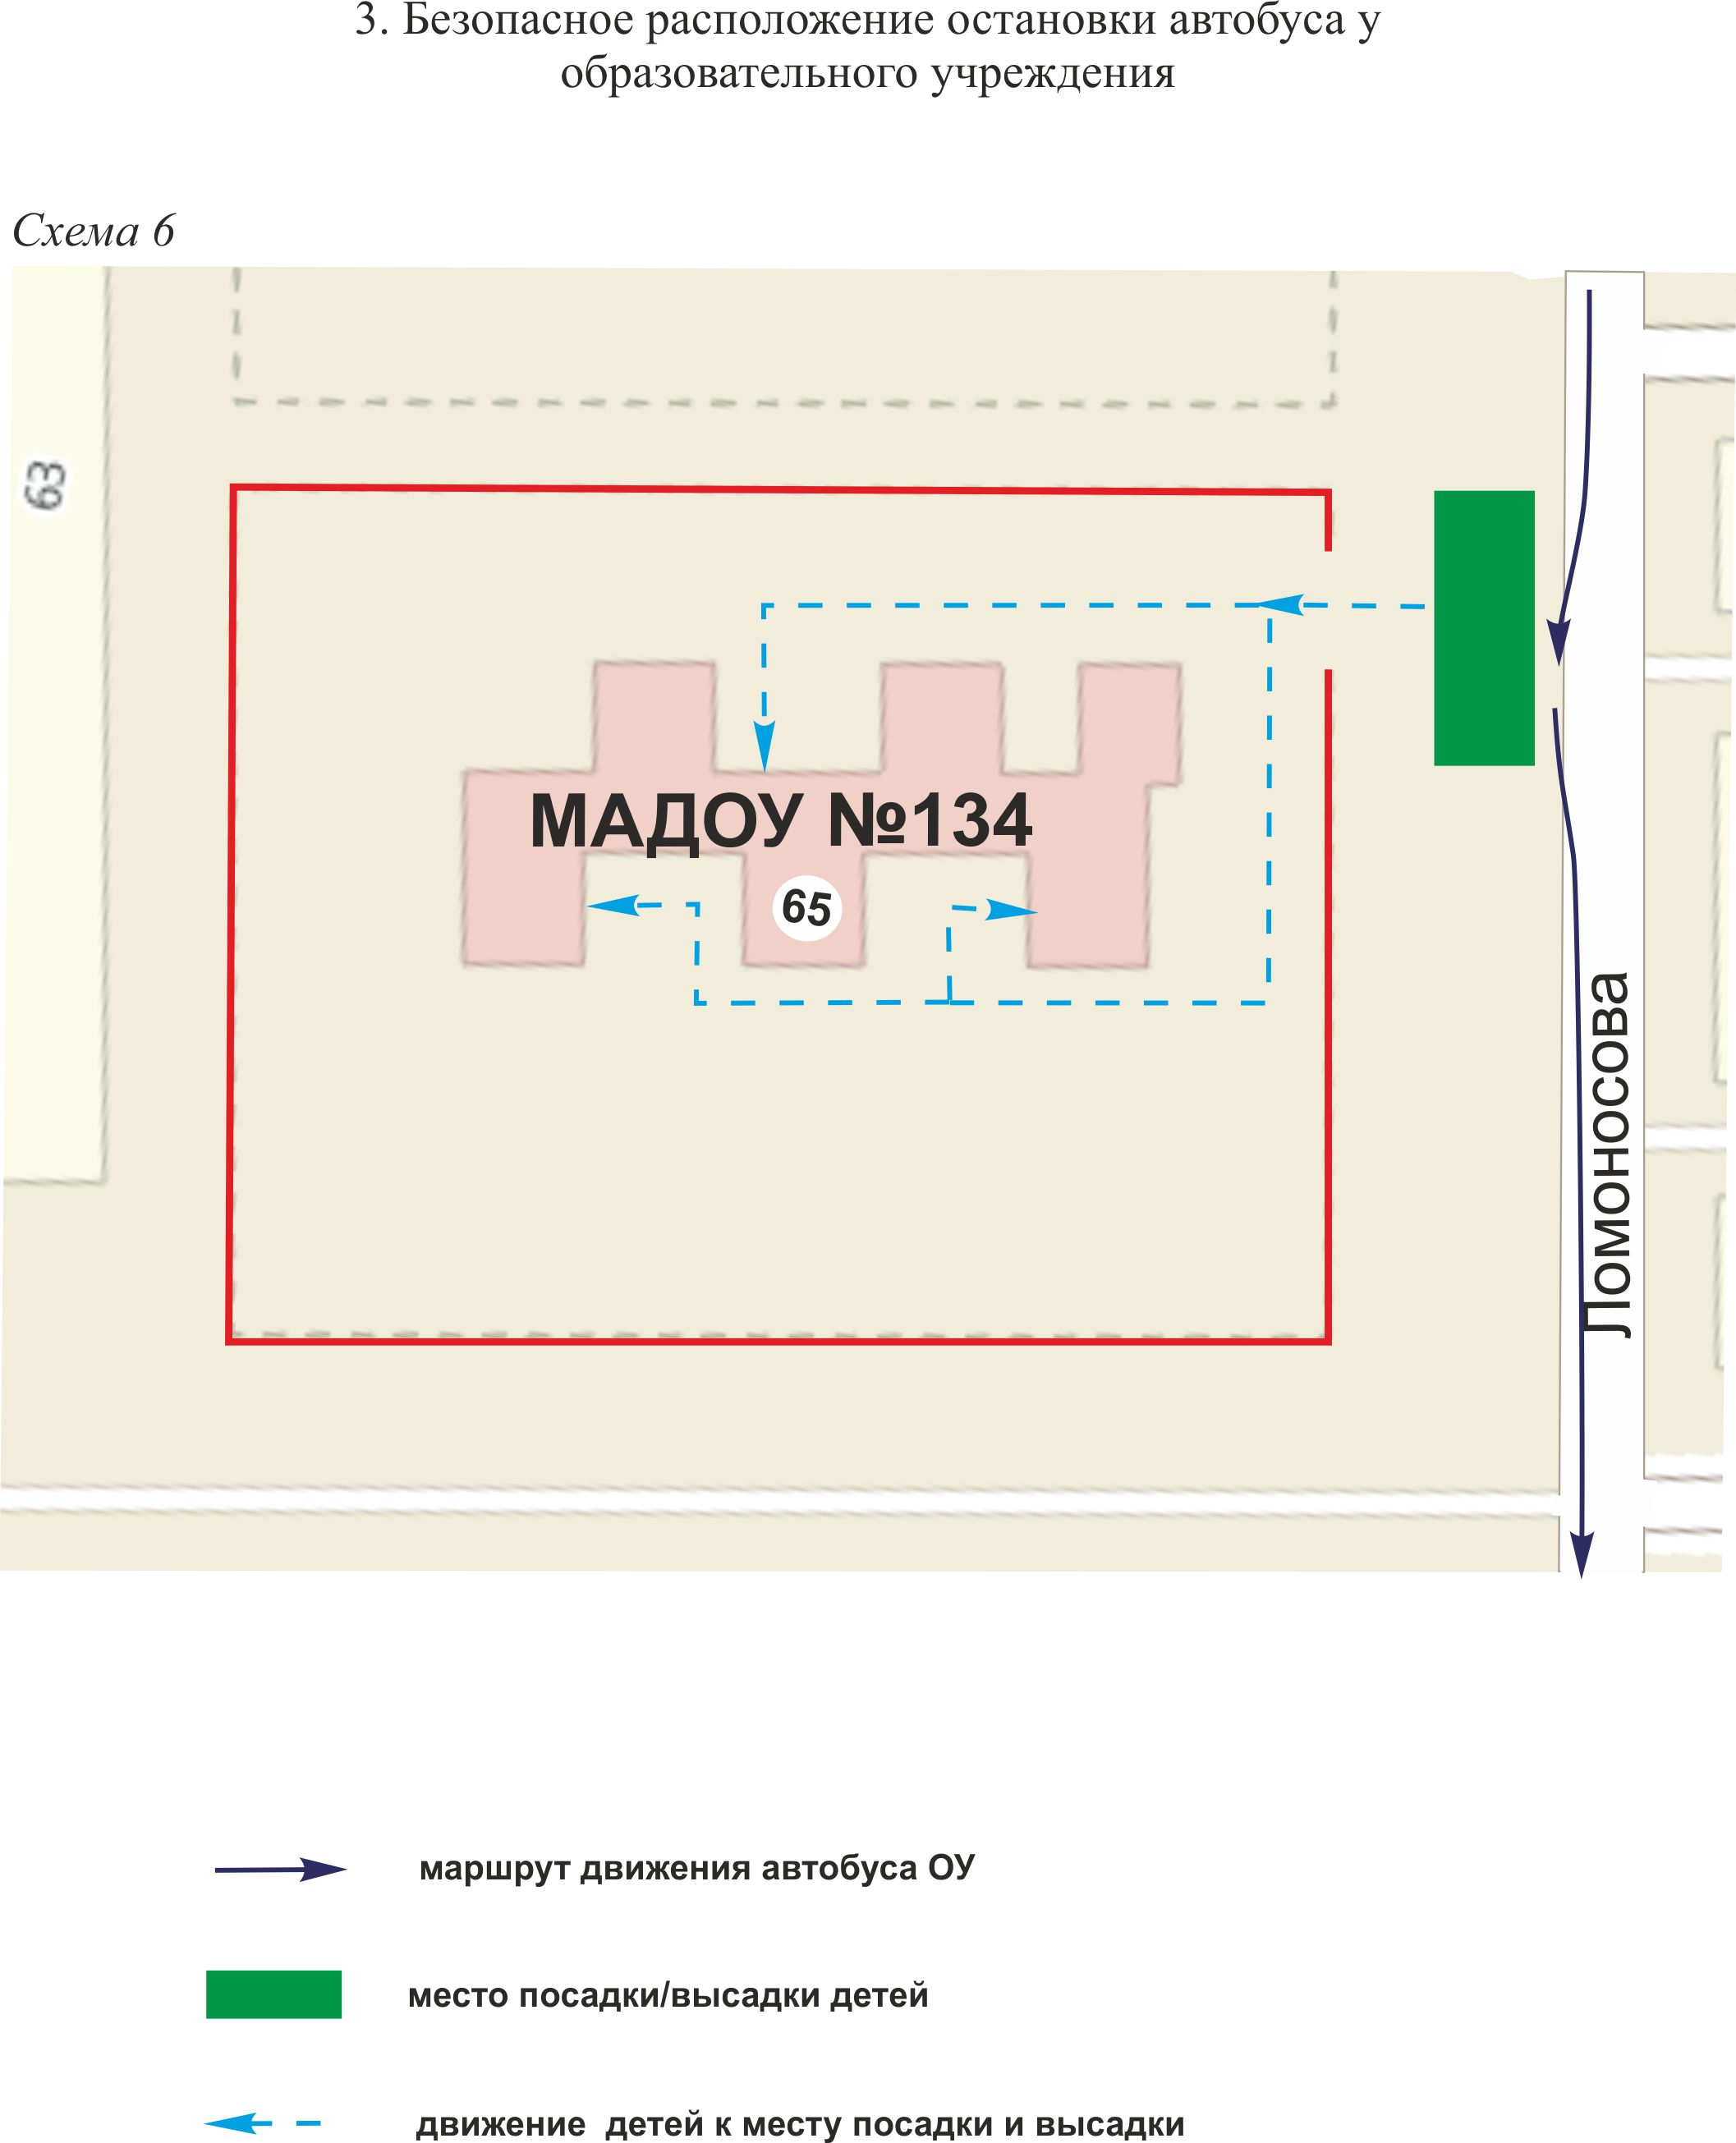 3. Безопасное расположение остановки автобуса у
образовательного учреждения
Схема 6
63
МАДОУ №134
65
Ломоносова
маршрут движения автобуса ОУ
место посадки/высадки детей
движение детей к месту посадки и высадки